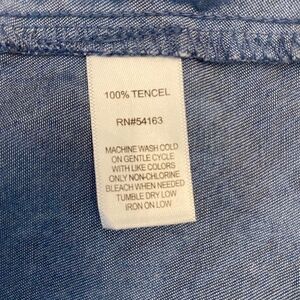 100% TENCEL
RN#54163
MACHINE WASH COLD
ON GENTLE CYCLE
WITH LIKE COLORS
ONLY NON-CHLORINE
BLEACH WHEN NEEDED
TUMBLE DRY LOW
IRON ON LOW